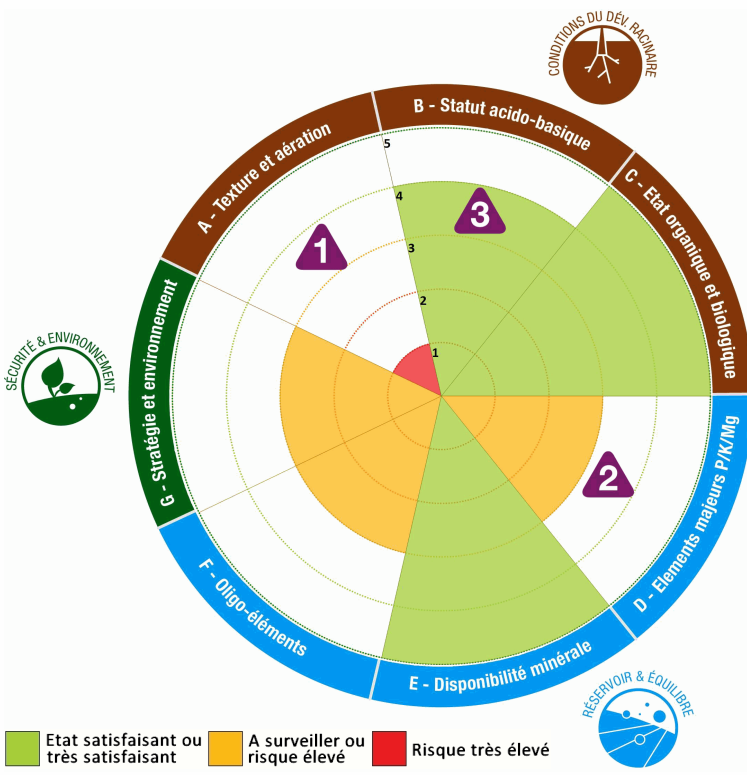 CONDITIONS DU DÉV. RACINAIRE
B - Statut acido-basique
A - Texture et aération
C - Etat organique et biologique
5
4
3
2
1
1
3
2
G - Stratégie et environnement
SÉCURITÉ & ENVIRONNEMENT
D - Elements majeurs P/K/Mg
F - Oligo-éléments
E - Disponibilité minérale
RÉSERVOIR & ÉQUILIBRE
Etat satisfaisant ou
très satisfaisant
A surveiller ou
risque élevé
Risque très élevé